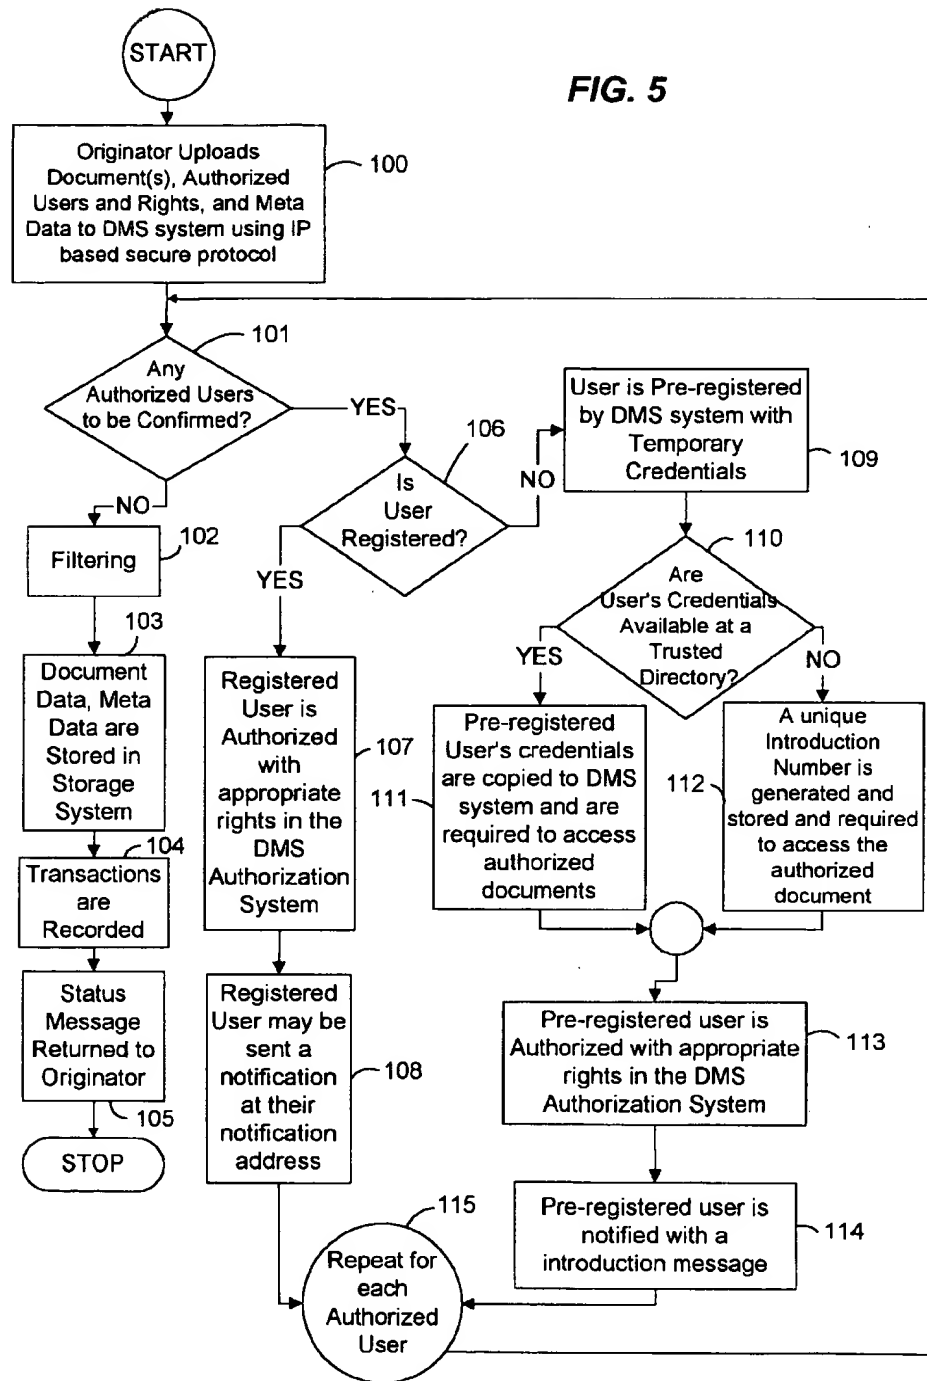 START
FIG. 5
Originator Uploads
Document(s), Authorized
Users and Rights, and Meta
Data to DMS system using IP
based secure protocol
100
101
Any
Authorized Users
to be Confirmed?
YES
NO
106
Is
User
Registered?
NO
YES
User is Pre-registered
by DMS system with
Temporary
Credentials
109
102
Filtering
110
Are
User's Credentials
Available at a
Trusted
Directory?
YES
NO
103
Document
Data, Meta
Data are
Stored in
Storage
System
Registered
User is
Authorized
with
appropriate
rights in the
DMS
Authorization
System
107
Pre-registered
User's credentials
are copied to DMS
system and are
required to access
authorized
documents
111
A unique
Introduction
Number is
generated and
stored and required
to access the
authorized
document
112
104
Transactions
are
Recorded
Status
Message
Returned to
Originator
105
STOP
Registered
User may be
sent a
notification
at their
notification
address
108
Pre-registered user is
Authorized with appropriate
rights in the DMS
Authorization System
113
Pre-registered user is
notified with a
introduction message
114
115
Repeat for
each
Authorized
User